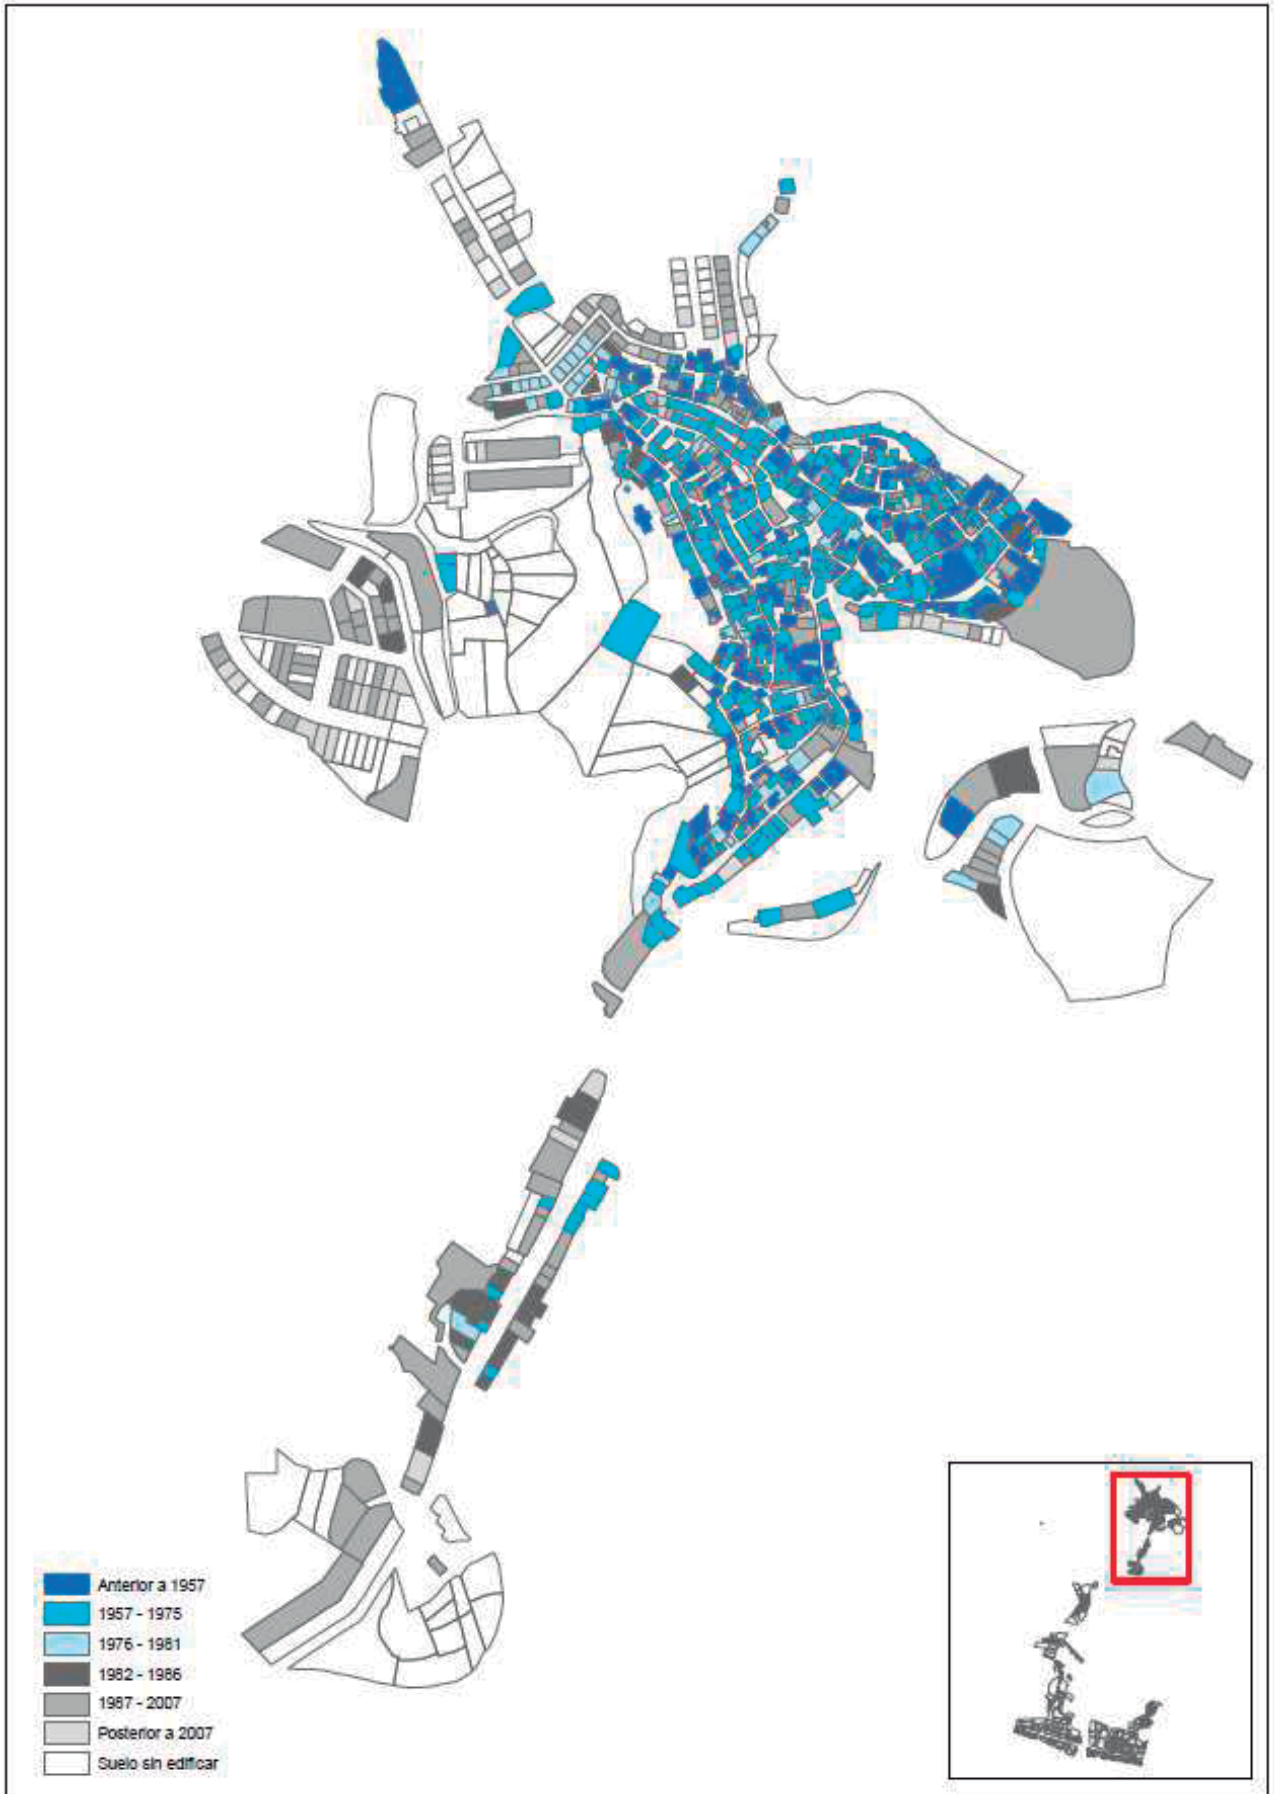 Anterior a 1957
1957 - 1975
1976 - 1981
1982 - 1986
1987 - 2007
Posterior a 2007
Suelo sin edificar